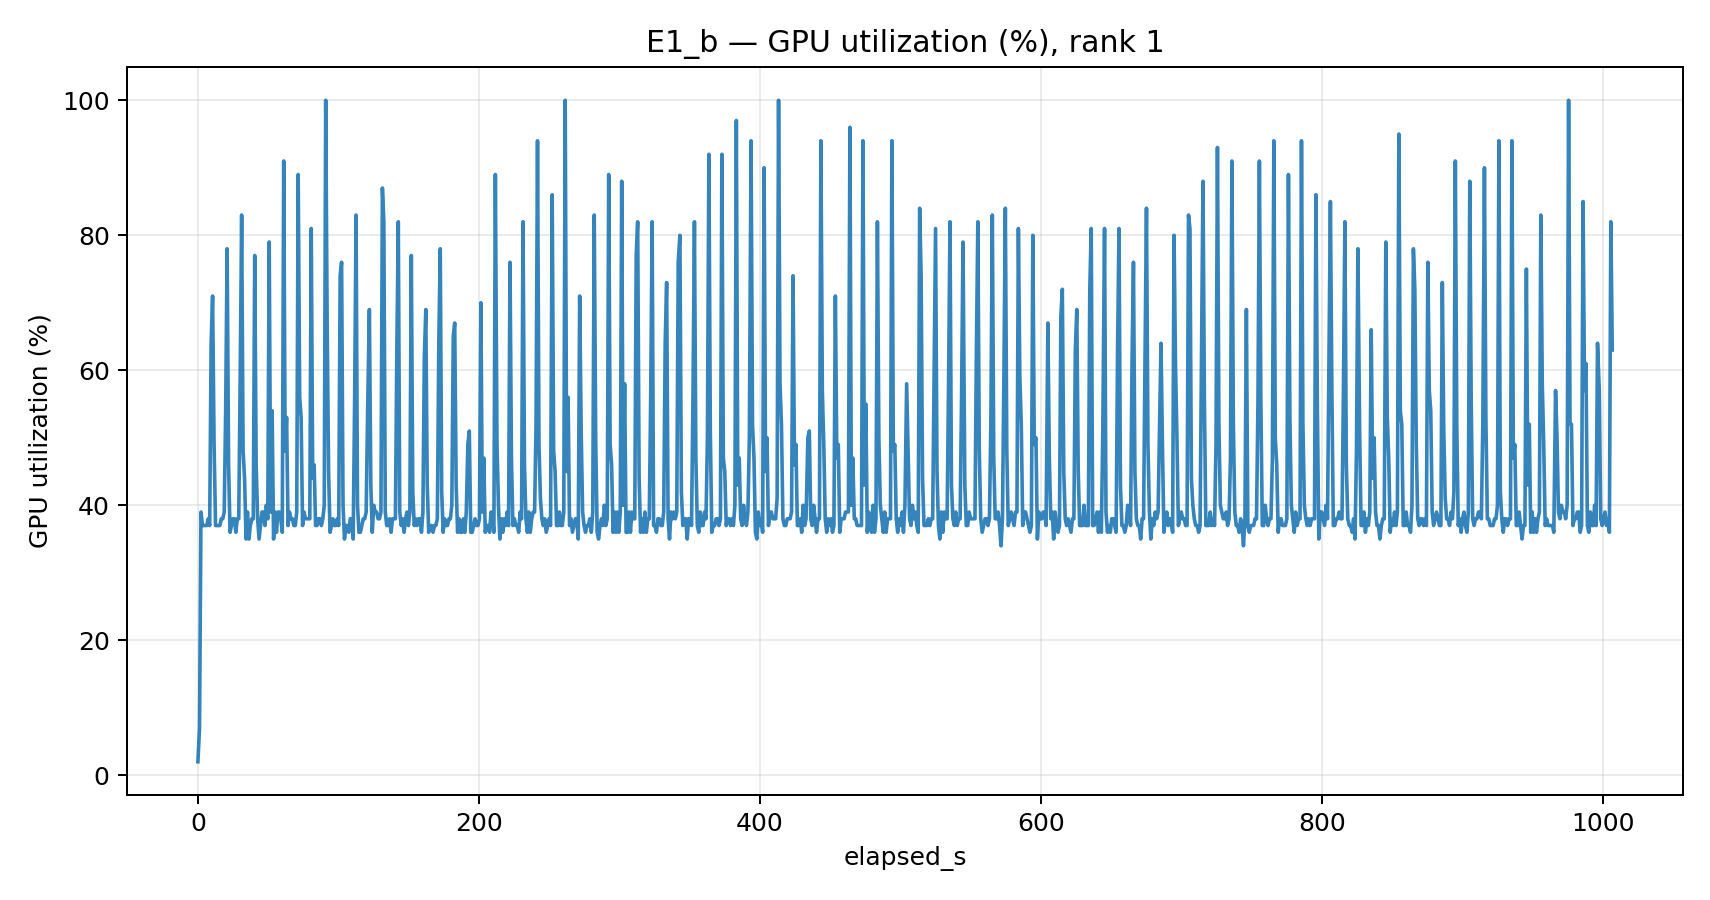 E1_b — GPU utilization (%), rank 1
GPU utilization (%)
100
80
60
40
20
0
0 200 400 600 800 1000
elapsed_s